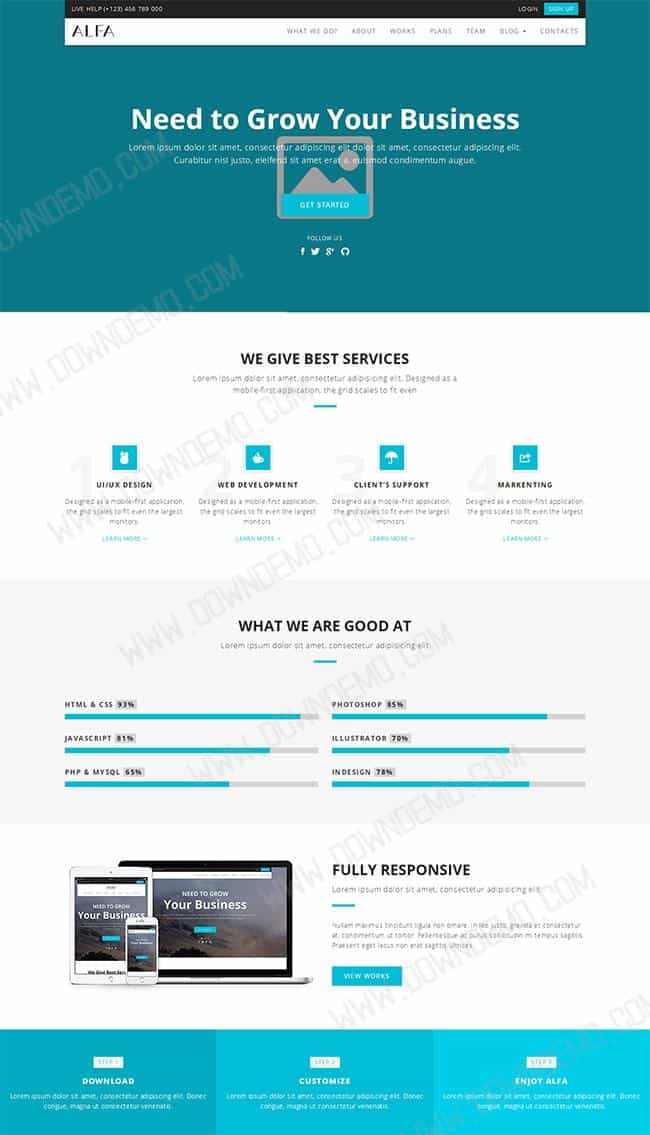 LIVE HELP (+123) 456 789 000
LOGIN SIGN UP
ALFA
WHAT WE DO? ABOUT WORKS PLANS TEAM BLOG CONTACTS
Need to Grow Your Business
Lorem ipsum dolor sit amet, consectetur adipiscing elit dolor sit amet, consectetur adipiscing elit.
Curabitur nisl justo, eleifend sit amet erat a, euismod condimentum augue.
GET STARTED
FOLLOW US
WE GIVE BEST SERVICES
Lorem ipsum dolor sit amet, consectetur adipisicing elit. Designed as a
mobile-first application, the grid scales to fit even
1
UI/UX DESIGN
Designed as a mobile-first application,
the grid scales to fit even the largest
monitors.
LEARN MORE
2
WEB DEVELOPMENT
Designed as a mobile-first application,
the grid scales to fit even the largest
monitors.
LEARN MORE
3
CLIENT'S SUPPORT
Designed as a mobile-first application,
the grid scales to fit even the largest
monitors.
LEARN MORE
4
MARKENTING
Designed as a mobile-first application,
the grid scales to fit even the largest
monitors.
LEARN MORE
WHAT WE ARE GOOD AT
Lorem ipsum dolor sit amet, consectetur adipisicing elit.
HTML & CSS 93%
JAVASCRIPT 81%
PHP & MYSQL 65%
PHOTOSHOP 85%
ILLUSTRATOR 70%
INDESIGN 78%
NEED TO GROW
Your Business
We Give Best Ser
NEED TO GROW
Your Business
FULLY RESPONSIVE
Lorem ipsum dolor sit amet, consectetur adipisicing elit.
Nullam maximus tincidunt ligula non ornare. In leo justo, gravida et consectetur
at, condimentum ut tortor. Pellentesque at purus sollicitudin mi tempus sagittis.
Praesent eget lacus non augue sagittis ultrices.
VIEW WORKS
STEP 1
DOWNLOAD
Lorem ipsum dolor sit amet, consectetur adipiscing elit. Donec
congue, magna ut consectetur venenatis.
STEP 2
CUSTOMIZE
Lorem ipsum dolor sit amet, consectetur adipiscing elit. Donec
congue, magna ut consectetur venenatis.
STEP 3
ENJOY ALFA
Lorem ipsum dolor sit amet, consectetur adipiscing elit. Donec
congue, magna ut consectetur venenatis.
WWW.DOWNDEMO.COM